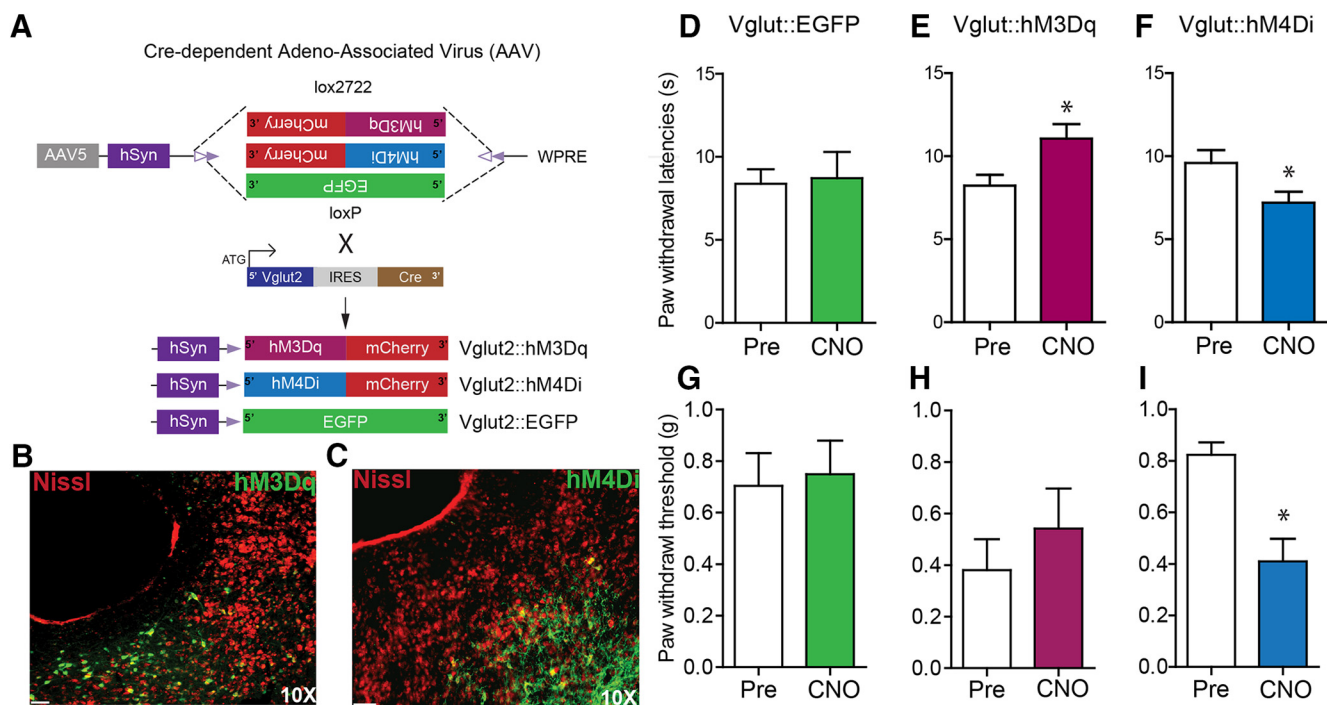 A
Cre-dependent Adeno-Associated Virus (AAV)
lox2722
3' mCherry hM3Dq 5'
AAV5 hSyn 3' mCherry hM4Di 5' WPRE
3' EGFP 5'
loxP
X
ATG
5' Vglut2 IRES Cre 3'
hSyn 5' hM3Dq mCherry 3' Vglut2::hM3Dq
hSyn 5' hM4Di mCherry 3' Vglut2::hM4Di
hSyn 5' EGFP 3' Vglut2::EGFP
B
Nissl hM3Dq
10X
C
Nissl hM4Di
10X
D Vglut::EGFP
Paw withdrawal latencies (s)
15
10
5
0
Pre CNO
E Vglut::hM3Dq
15
10
5
0
*
Pre CNO
F Vglut::hM4Di
15
10
5
0
*
Pre CNO
G
Paw withdrawl threshold (g)
1.0
0.8
0.6
0.4
0.2
0.0
Pre CNO
H
1.0
0.8
0.6
0.4
0.2
0.0
Pre CNO
I
1.0
0.8
0.6
0.4
0.2
0.0
*
Pre CNO